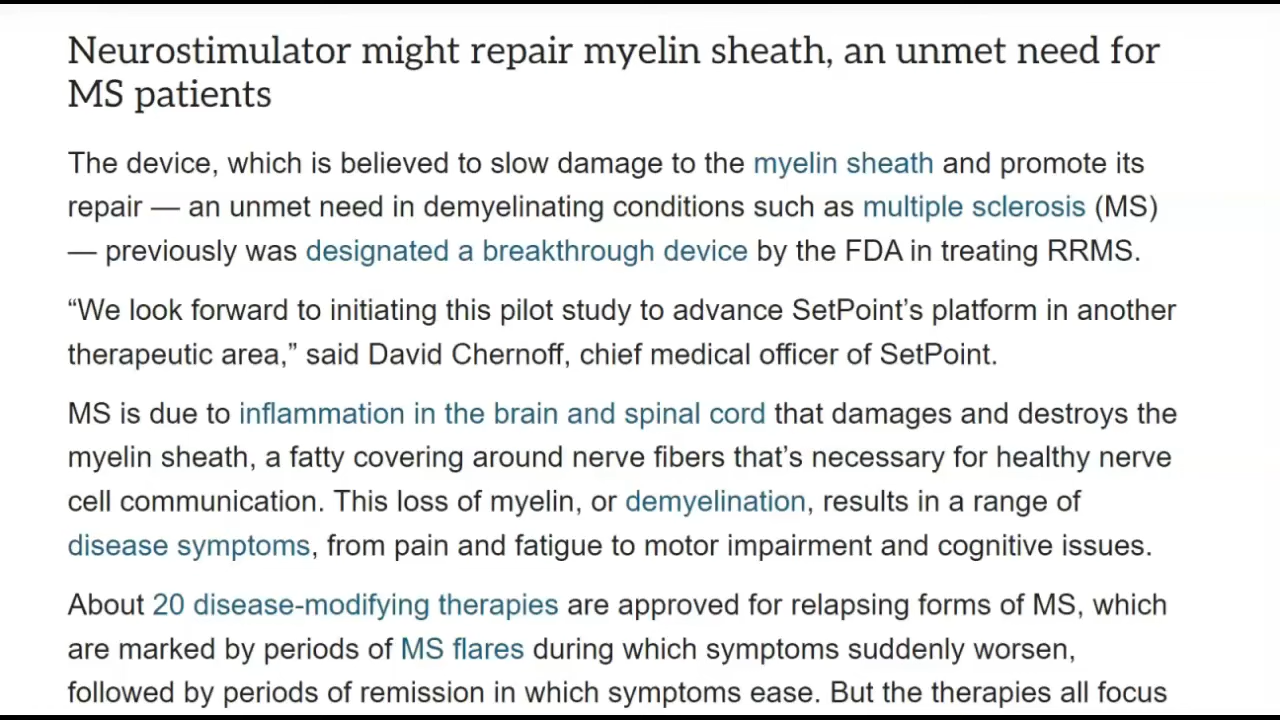 Neurostimulator might repair myelin sheath, an unmet need for
MS patients
The device, which is believed to slow damage to the myelin sheath and promote its
repair — an unmet need in demyelinating conditions such as multiple sclerosis (MS)
— previously was designated a breakthrough device by the FDA in treating RRMS.
“We look forward to initiating this pilot study to advance SetPoint’s platform in another
therapeutic area,” said David Chernoff, chief medical officer of SetPoint.
MS is due to inflammation in the brain and spinal cord that damages and destroys the
myelin sheath, a fatty covering around nerve fibers that’s necessary for healthy nerve
cell communication. This loss of myelin, or demyelination, results in a range of
disease symptoms, from pain and fatigue to motor impairment and cognitive issues.
About 20 disease-modifying therapies are approved for relapsing forms of MS, which
are marked by periods of MS flares during which symptoms suddenly worsen,
followed by periods of remission in which symptoms ease. But the therapies all focus